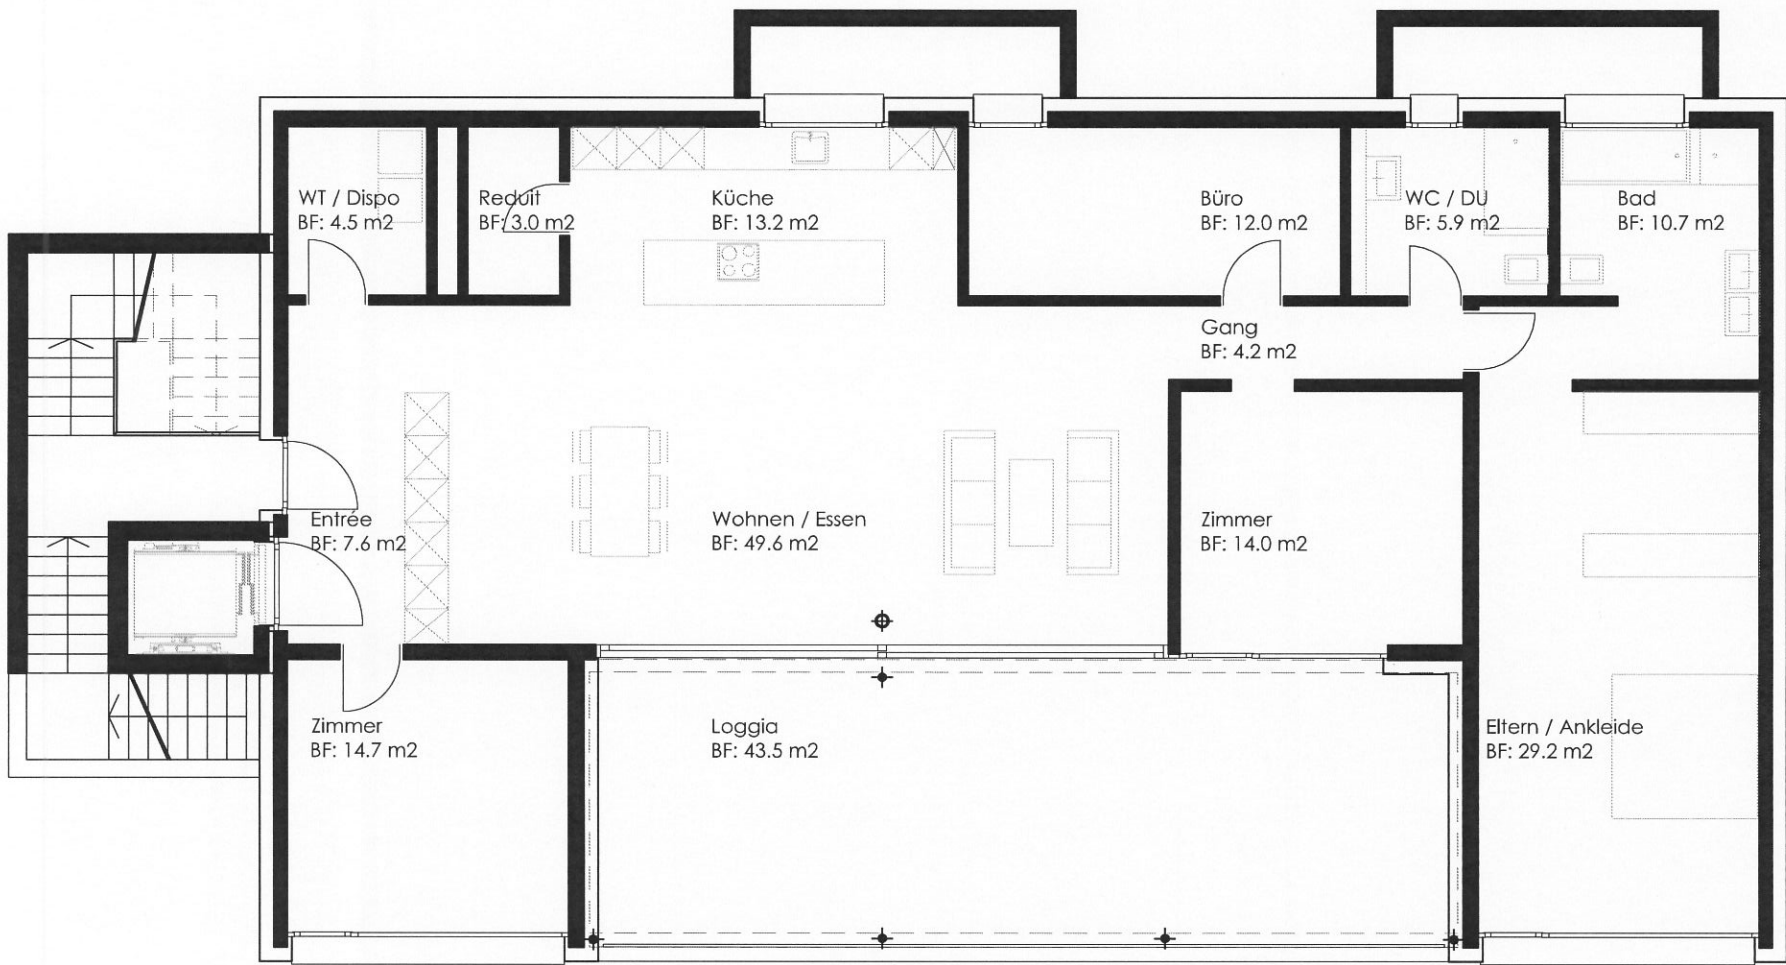 WT / Dispo
BF: 4.5 m2
Reduit
BF: 3.0 m2
Küche
BF: 13.2 m2
Büro
BF: 12.0 m2
WC / DU
BF: 5.9 m2
Bad
BF: 10.7 m2
Gang
BF: 4.2 m2
Entrée
BF: 7.6 m2
Wohnen / Essen
BF: 49.6 m2
Zimmer
BF: 14.0 m2
Zimmer
BF: 14.7 m2
Loggia
BF: 43.5 m2
Eltern / Ankleide
BF: 29.2 m2